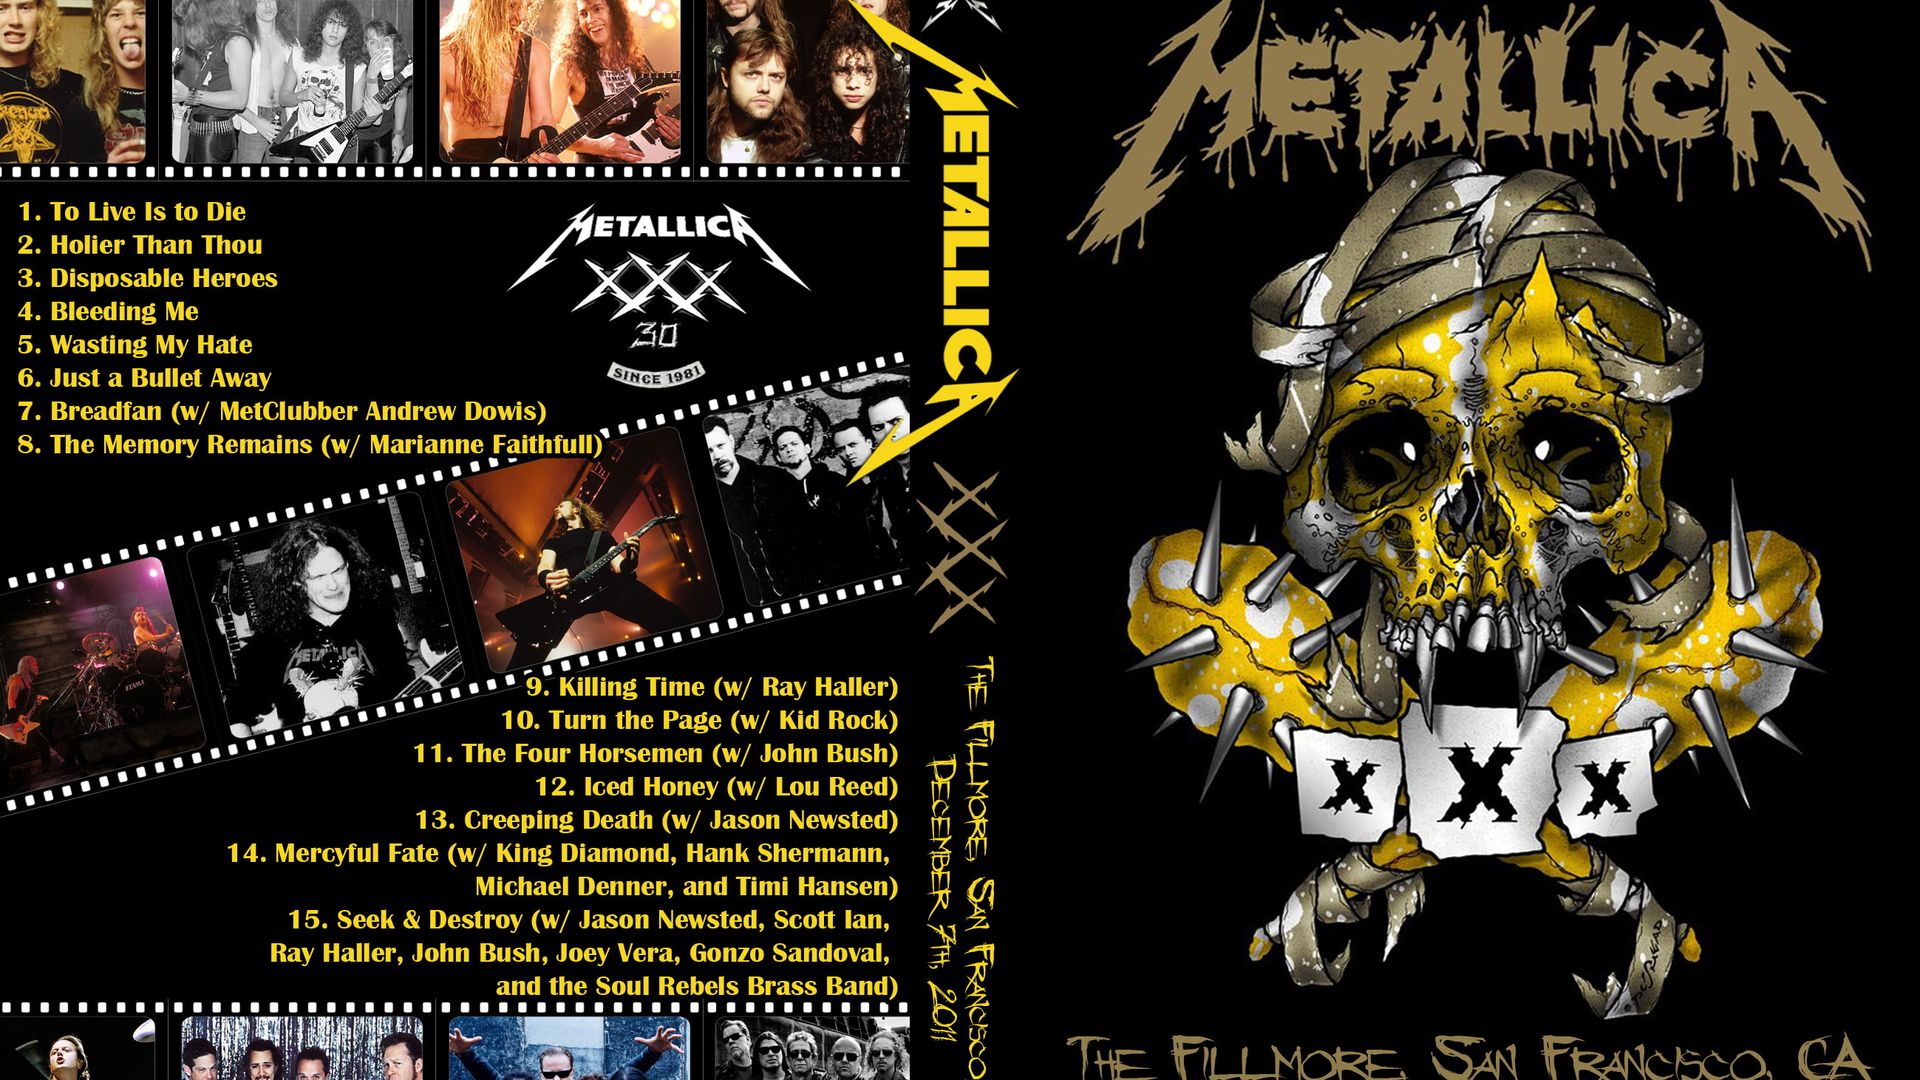 1. To Live Is to Die
2. Holier Than Thou
3. Disposable Heroes
4. Bleeding Me
5. Wasting My Hate
6. Just a Bullet Away
7. Breadfan (w/ MetClubber Andrew Dowis)
8. The Memory Remains (w/ Marianne Faithfull)
METALLICA
XXX
30
SINCE 1981
METALLICA
TAMA
9. Killing Time (w/ Ray Haller)
10. Turn the Page (w/ Kid Rock)
11. The Four Horsemen (w/ John Bush)
12. Iced Honey (w/ Lou Reed)
13. Creeping Death (w/ Jason Newsted)
14. Mercyful Fate (w/ King Diamond, Hank Shermann,
Michael Denner, and Timi Hansen)
15. Seek & Destroy (w/ Jason Newsted, Scott Ian,
Ray Haller, John Bush, Joey Vera, Gonzo Sandoval,
and the Soul Rebels Brass Band)
METALLICA
XXX
THE FILLMORE, SAN FRANCISCO
DECEMBER 7TH, 2011
METALLICA
X X X
THE FILLMORE, SAN FRANCISCO, CA